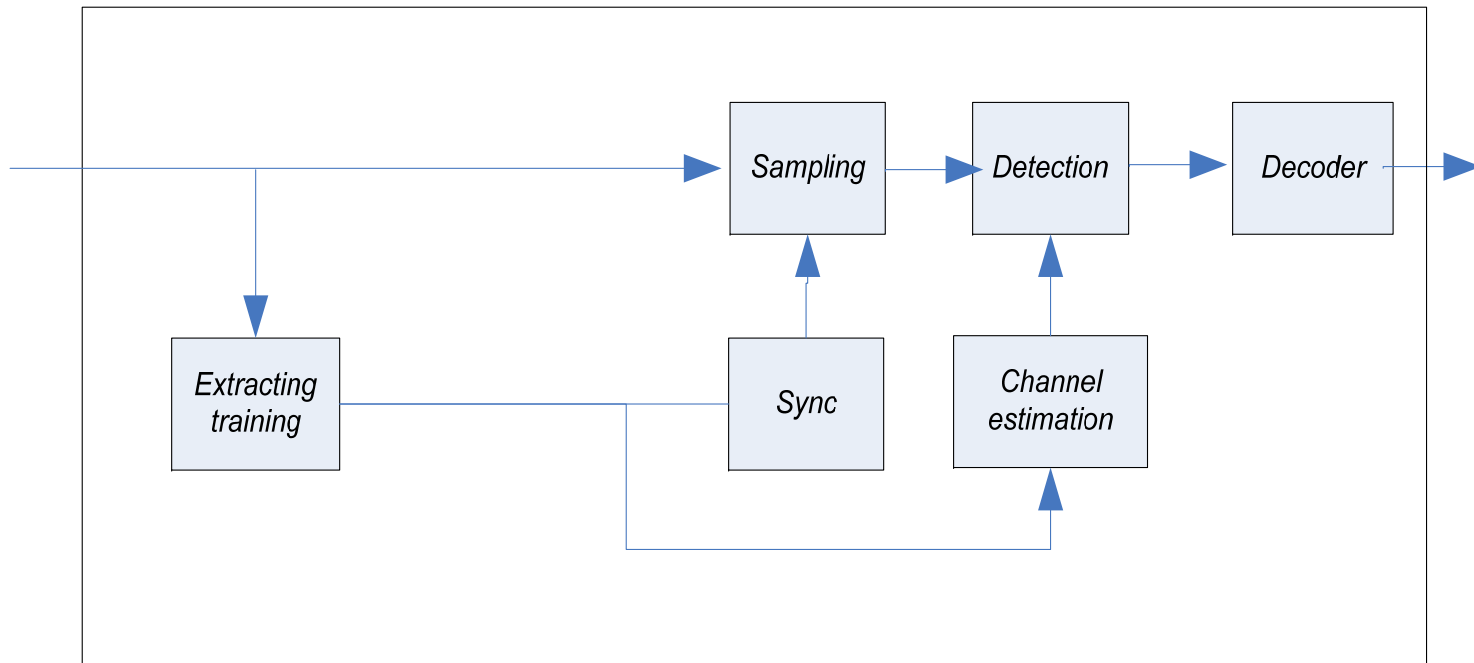 Sampling
Detection
Decoder
Extracting
training
Sync
Channel
estimation